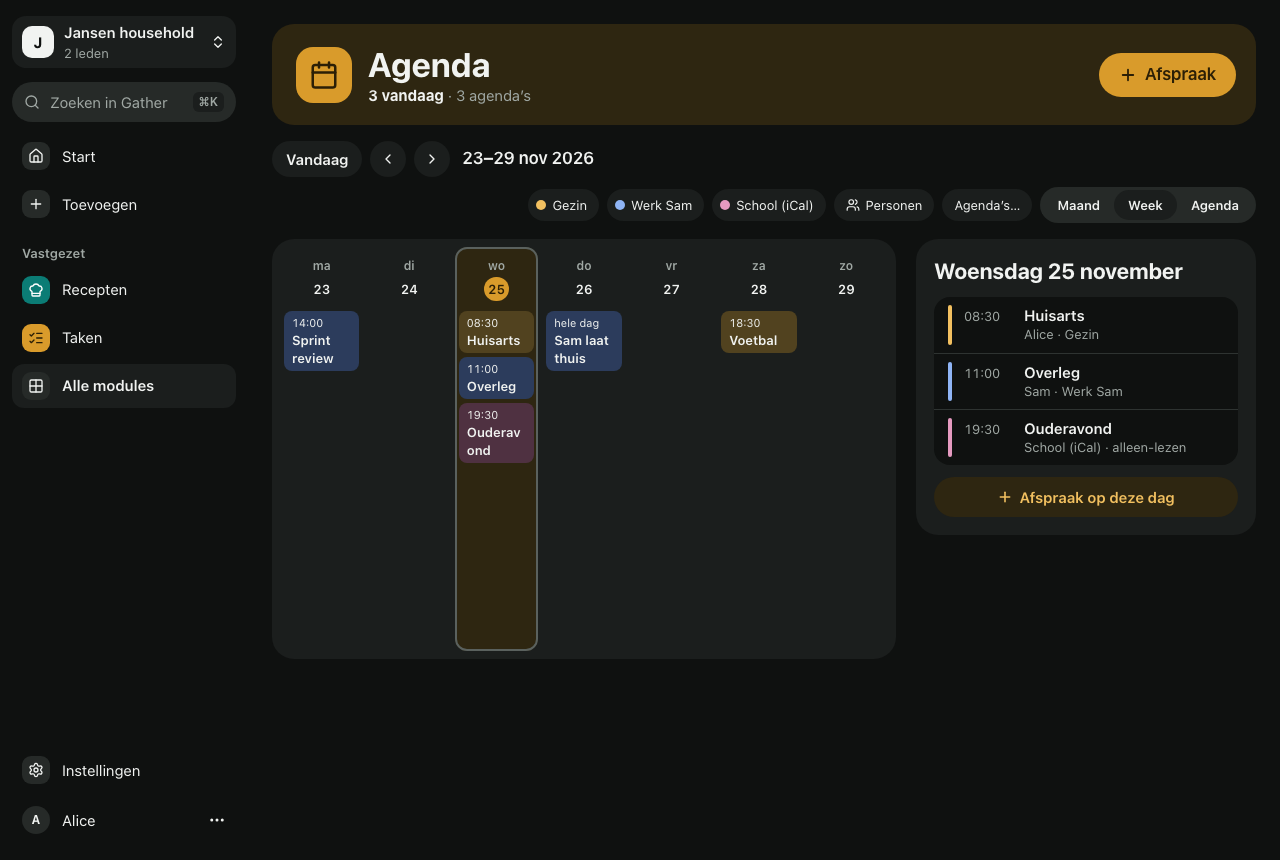 J
Jansen household
2 leden
Zoeken in Gather
⌘K
Start
Toevoegen
Vastgezet
Recepten
Taken
Alle modules
Instellingen
A
Alice
Agenda
3 vandaag · 3 agenda's
Afspraak
Vandaag
23–29 nov 2026
Gezin
Werk Sam
School (iCal)
Personen
Agenda's...
Maand
Week
Agenda
ma
di
wo
do
vr
za
zo
23
24
25
26
27
28
29
14:00
Sprint
review
08:30
Huisarts
11:00
Overleg
19:30
Ouderav
ond
hele dag
Sam laat
thuis
18:30
Voetbal
Woensdag 25 november
08:30
Huisarts
Alice · Gezin
11:00
Overleg
Sam · Werk Sam
19:30
Ouderavond
School (iCal) · alleen-lezen
Afspraak op deze dag